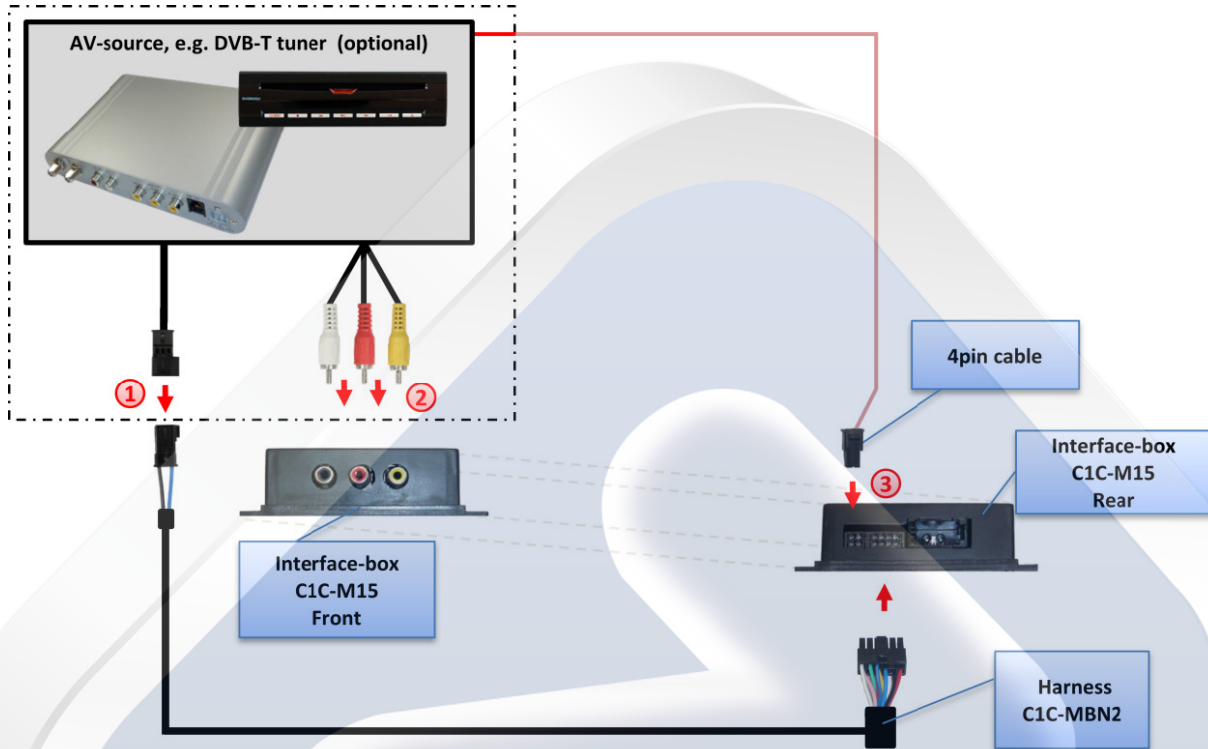 AV-source, e.g. DVB-T tuner (optional)
1
2
4pin cable
3
Interface-box
C1C-M15
Rear
Interface-box
C1C-M15
Front
Harness
C1C-MBN2